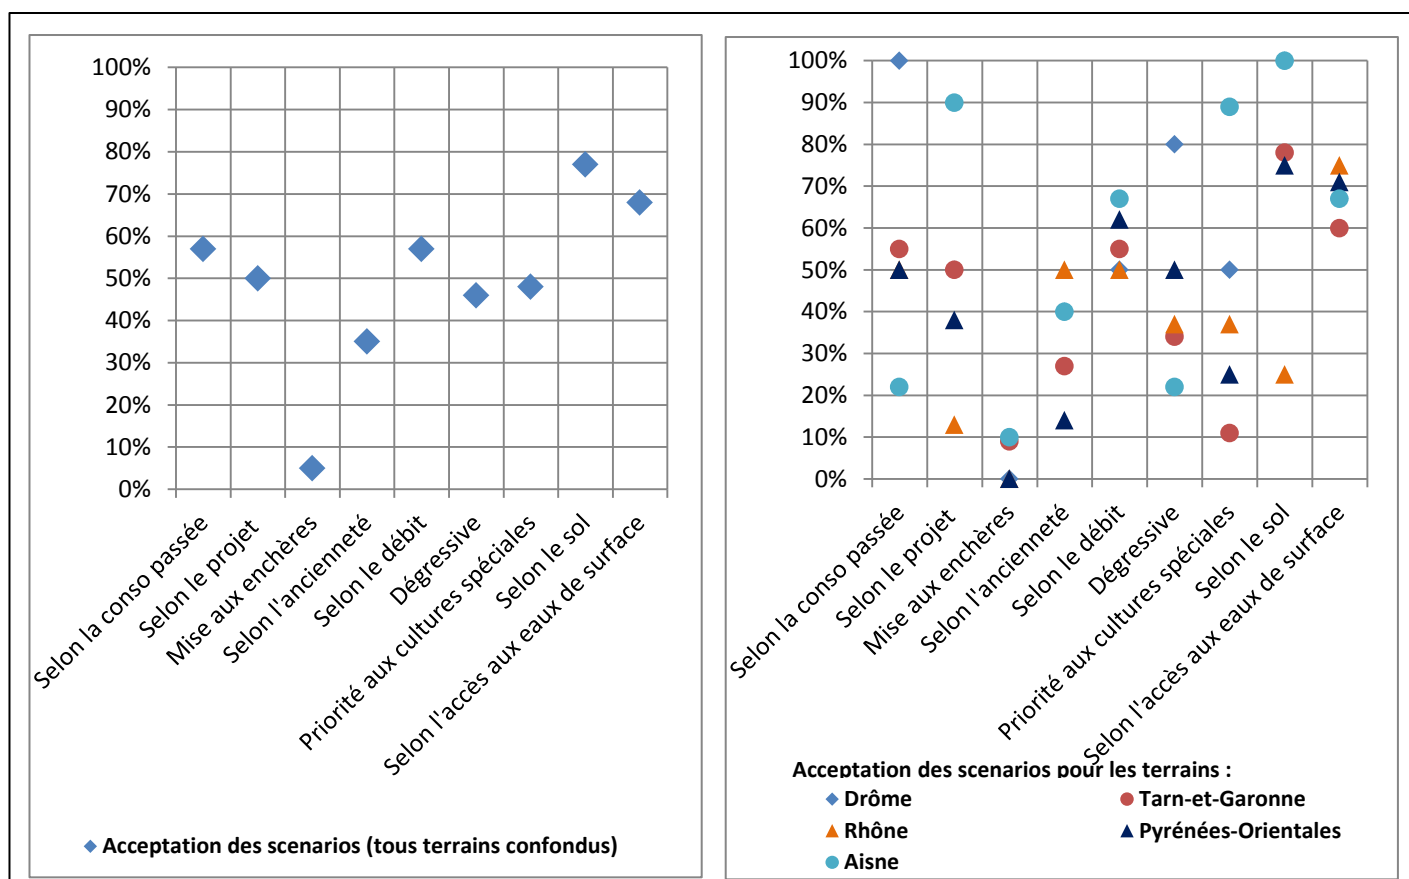 100%
90%
80%
70%
60%
50%
40%
30%
20%
10%
0%
Selon la conso passée
Selon le projet
Mise aux enchères
Selon l'ancienneté
Selon le débit
Dégressive
Priorité aux cultures spéciales
Selon le sol
Selon l'accès aux eaux de surface
Acceptation des scenarios (tous terrains confondus)
100%
90%
80%
70%
60%
50%
40%
30%
20%
10%
0%
Selon la conso passée
Selon le projet
Mise aux enchères
Selon l'ancienneté
Selon le débit
Dégressive
Priorité aux cultures spéciales
Selon le sol
Selon l'accès aux eaux de surface
Acceptation des scenarios pour les terrains :
Drôme
Tarn-et-Garonne
Rhône
Pyrénées-Orientales
Aisne